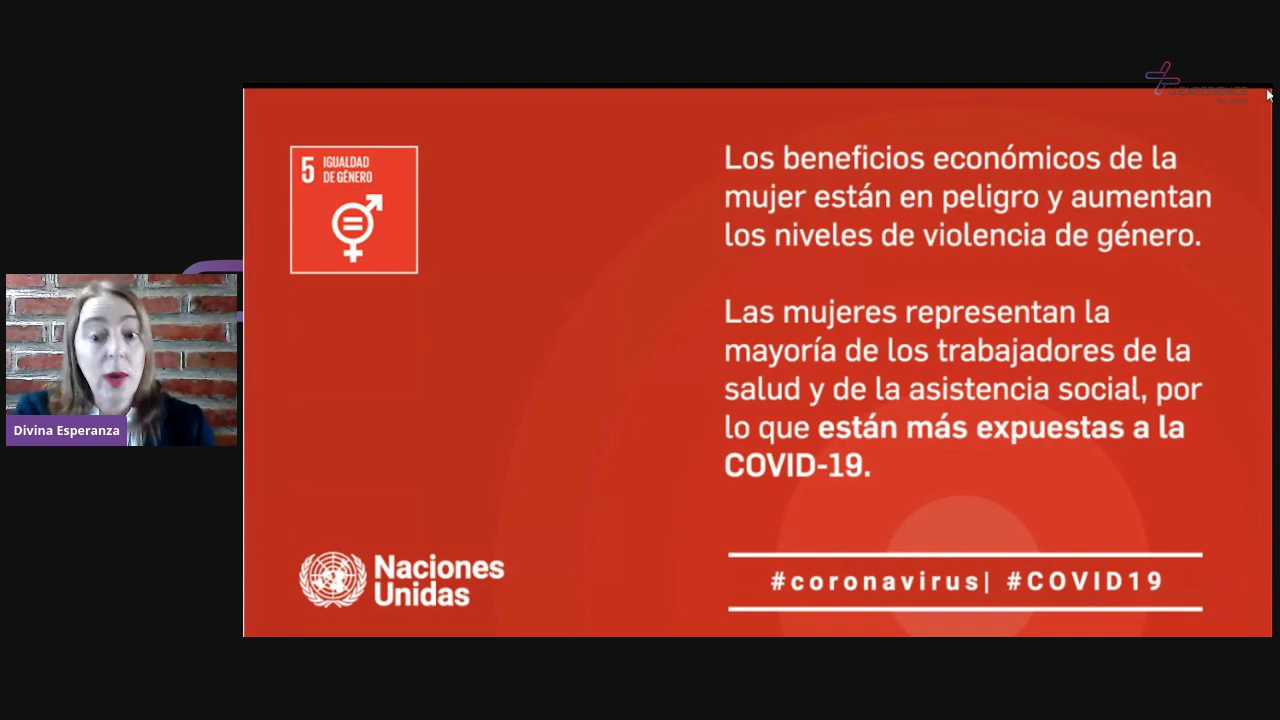 5 IGUALDAD
DE GÉNERO
Los beneficios económicos de la
mujer están en peligro y aumentan
los niveles de violencia de género.
Las mujeres representan la
mayoría de los trabajadores de la
salud y de la asistencia social, por
lo que están más expuestas a la
COVID-19.
Divina Esperanza
Naciones
Unidas
#coronavirus| #COVID19